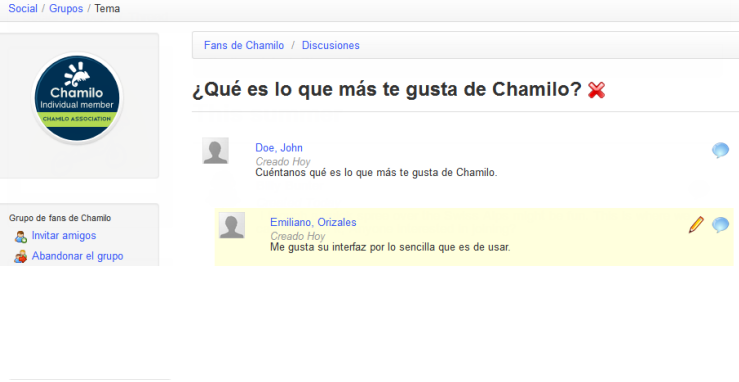 Social / Grupos / Tema
Fans de Chamilo / Discusiones
Chamilo
Individual member
CHAMILO ASSOCIATION
¿Qué es lo que más te gusta de Chamilo?
Doe, John
Creado Hoy
Cuéntanos qué es lo que más te gusta de Chamilo.
Grupo de fans de Chamilo
Invitar amigos
Abandonar el grupo
Emiliano, Orizales
Creado Hoy
Me gusta su interfaz por lo sencilla que es de usar.